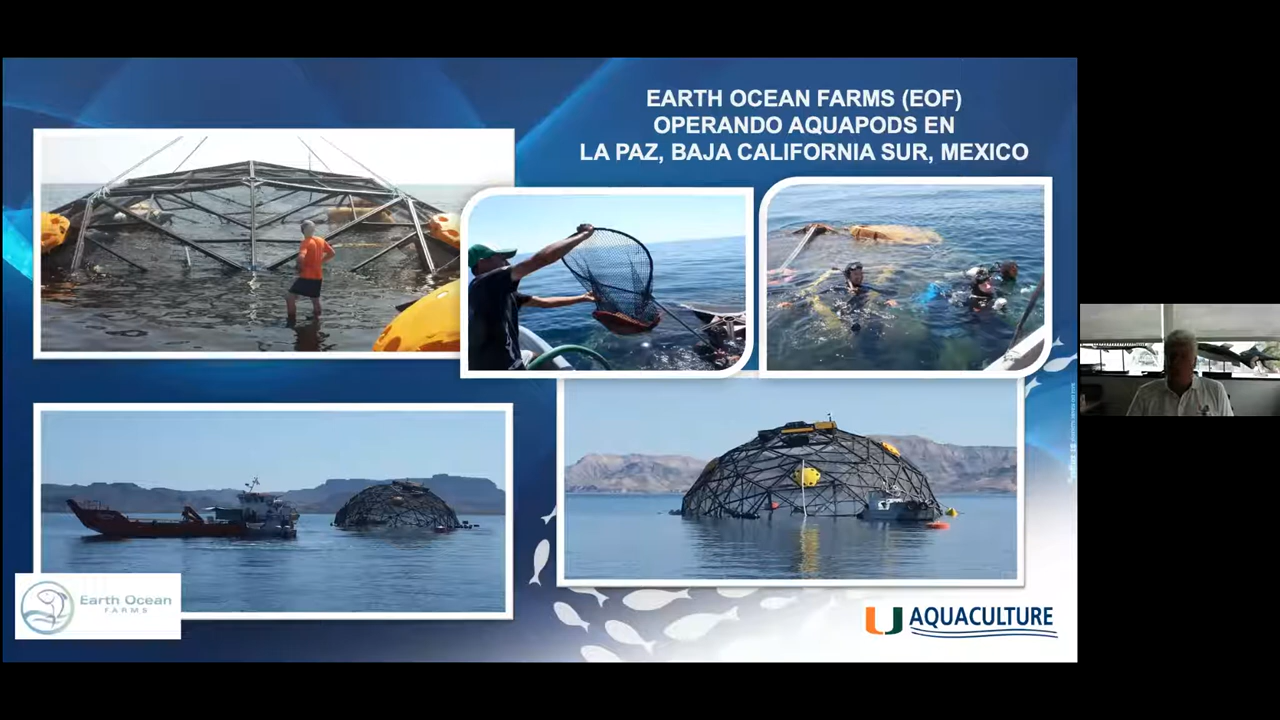 EARTH OCEAN FARMS (EOF)
OPERANDO AQUAPODS EN
LA PAZ, BAJA CALIFORNIA SUR, MEXICO
Earth Ocean
FARMS
U AQUACULTURE